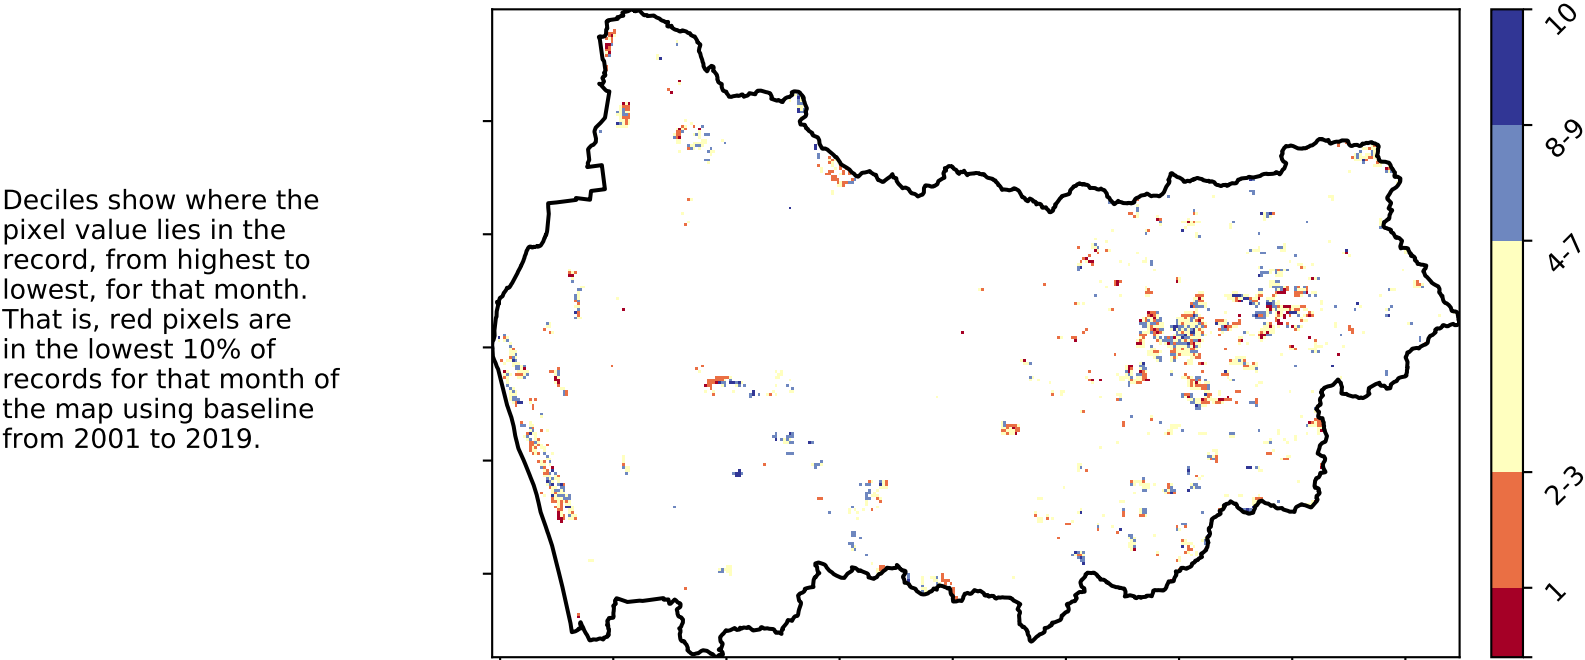 Deciles show where the
pixel value lies in the
record, from highest to
lowest, for that month.
That is, red pixels are
in the lowest 10% of
records for that month of
the map using baseline
from 2001 to 2019.
10
8-9
4-7
2-3
1